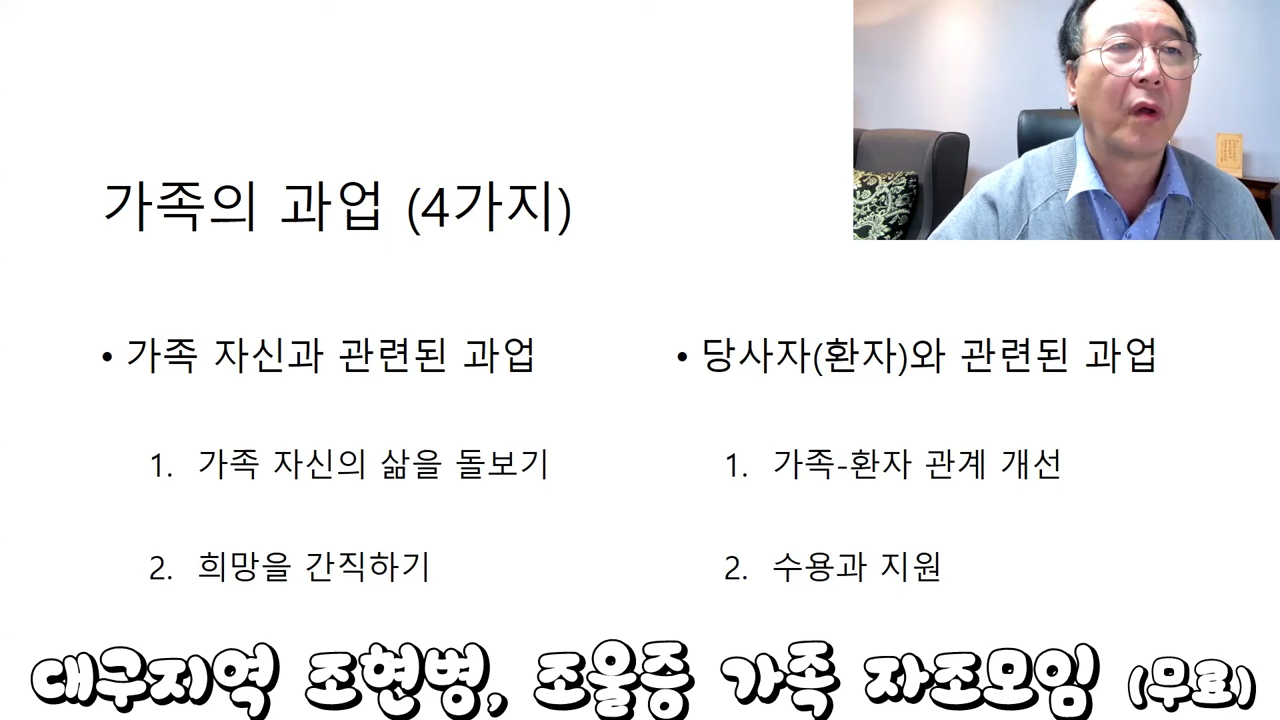 가족의 과업 (4가지)
• 가족 자신과 관련된 과업
1. 가족 자신의 삶을 돌보기
2. 희망을 간직하기
• 당사자(환자)와 관련된 과업
1. 가족-환자 관계 개선
2. 수용과 지원
대구지역 조현병, 조울증 가족 자조모임 (무료)